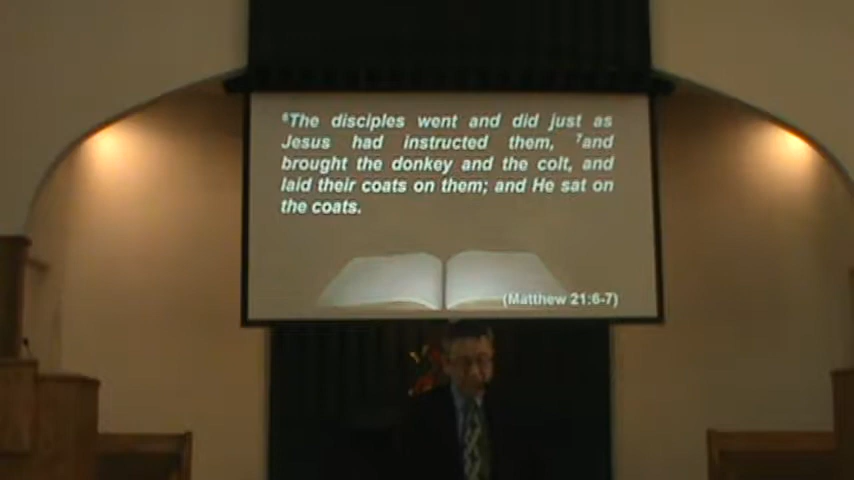 ⁶The disciples went and did just as
Jesus had instructed them, ⁷and
brought the donkey and the colt, and
laid their coats on them; and He sat on
the coats.
(Matthew 21:6-7)